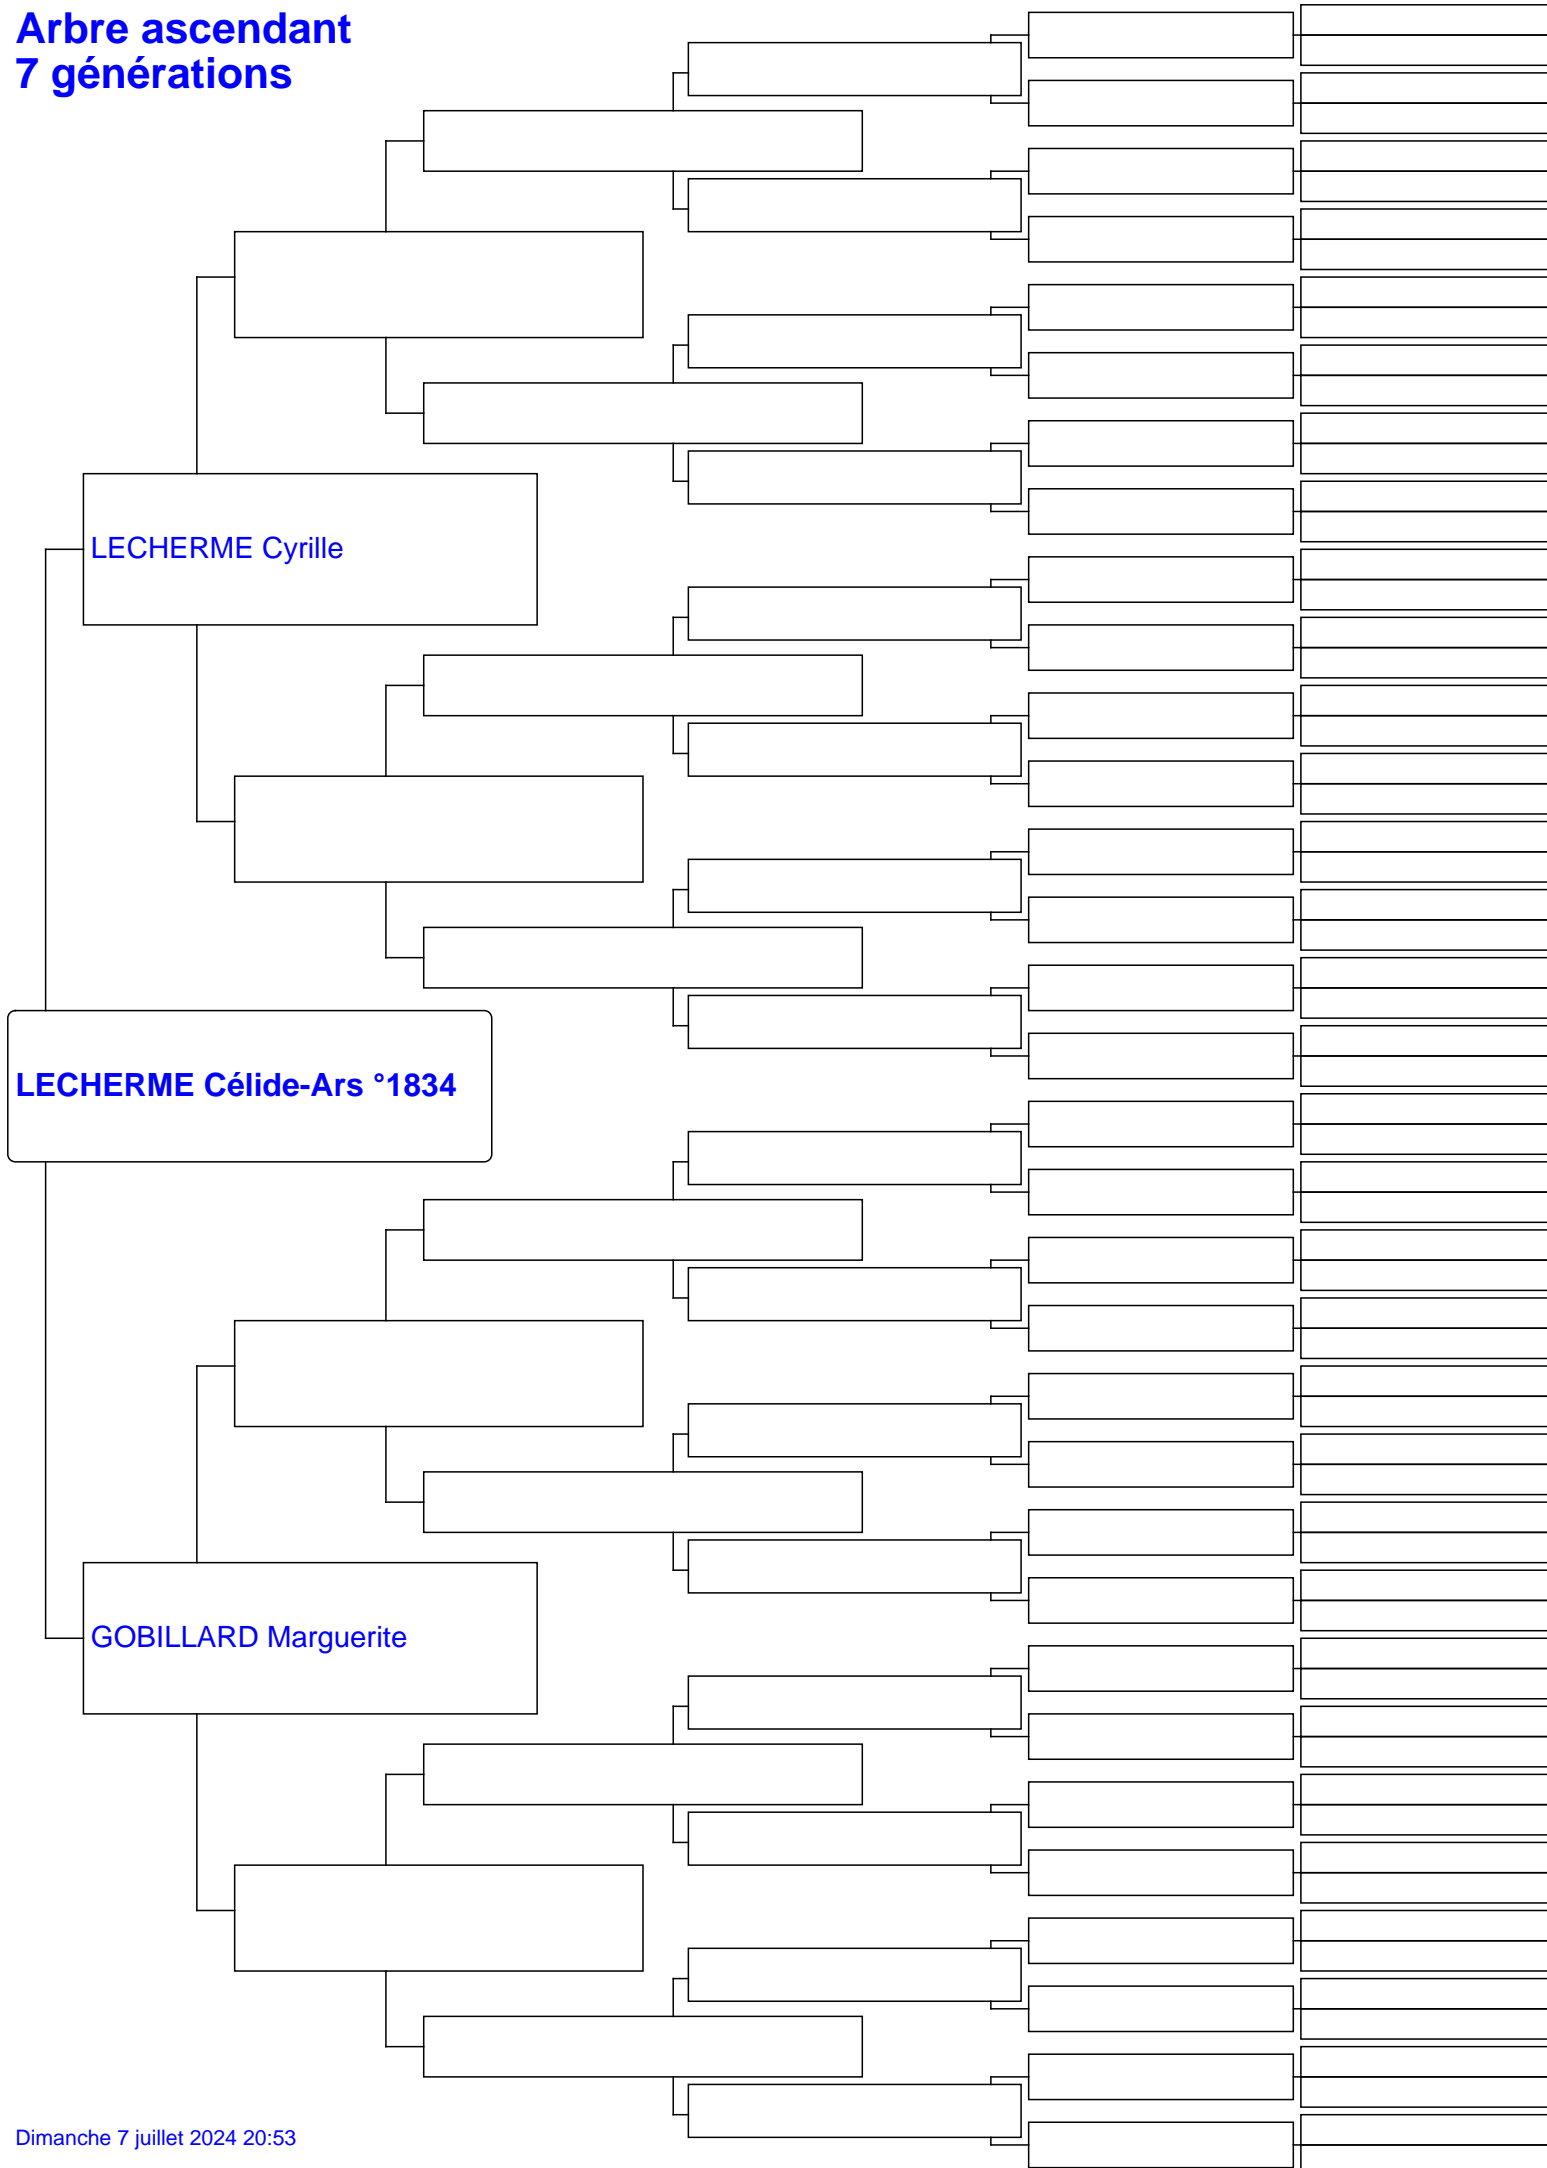 Arbre ascendant
7 générations
LECHERME Cyrille
LECHERME Célide-Ars °1834
GOBILLARD Marguerite
Dimanche 7 juillet 2024 20:53